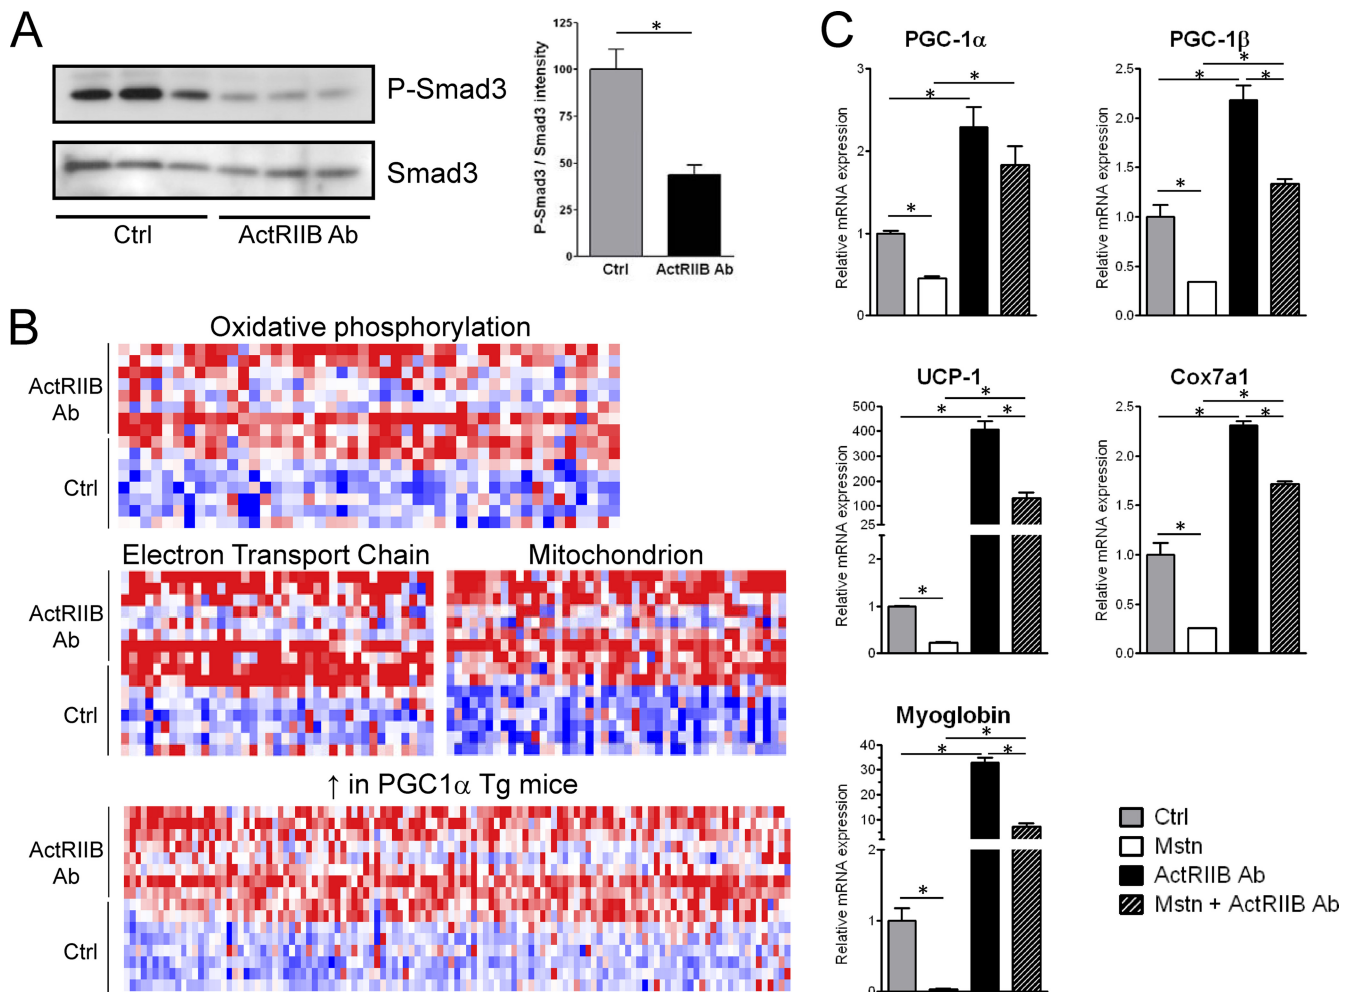 A
P-Smad3
Smad3
Ctrl
ActRIIB Ab
P-Smad3 / Smad3 intensity
125
100
75
50
25
0
*
Ctrl
ActRIIB Ab
B
Oxidative phosphorylation
ActRIIB
Ab
Ctrl
Electron Transport Chain
Mitochondrion
ActRIIB
Ab
Ctrl
↑ in PGC1α Tg mice
ActRIIB
Ab
Ctrl
C
PGC-1α
Relative mRNA expression
3
2
1
0
*
*
*
PGC-1β
Relative mRNA expression
2.5
2.0
1.5
1.0
0.5
0.0
*
*
*
*
UCP-1
Relative mRNA expression
500
400
300
200
100
25
2
1
0
*
*
*
*
Cox7a1
Relative mRNA expression
2.5
2.0
1.5
1.0
0.5
0.0
*
*
*
*
Myoglobin
Relative mRNA expression
40
30
20
10
2
1
0
*
*
*
*
Ctrl
Mstn
ActRIIB Ab
Mstn + ActRIIB Ab